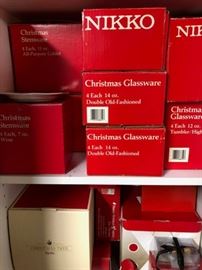 Christmas
Stemware
4 Each, 12 oz.
All-Purpose Goblet
NIKKO
NIK
Christmas Glassware
4 Each 14 oz.
Double Old-Fashioned
Christmas
Stemware
4 Each, 7 oz.
Wine
Christmas Glassware
4 Each 14 oz.
Double Old-Fashioned
Christmas G
4 Each 12 oz
Tumbler/High